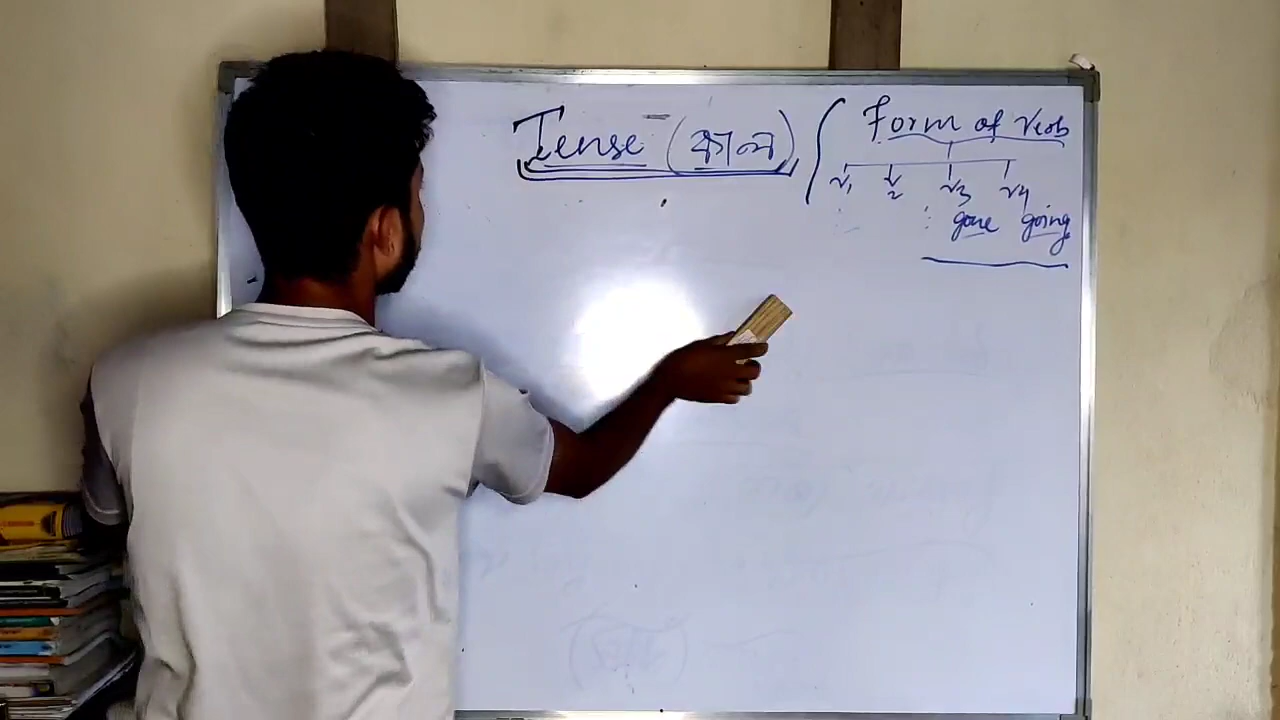 Tense (काल)
Form of verb
V1 V2 V3 V4
gone going